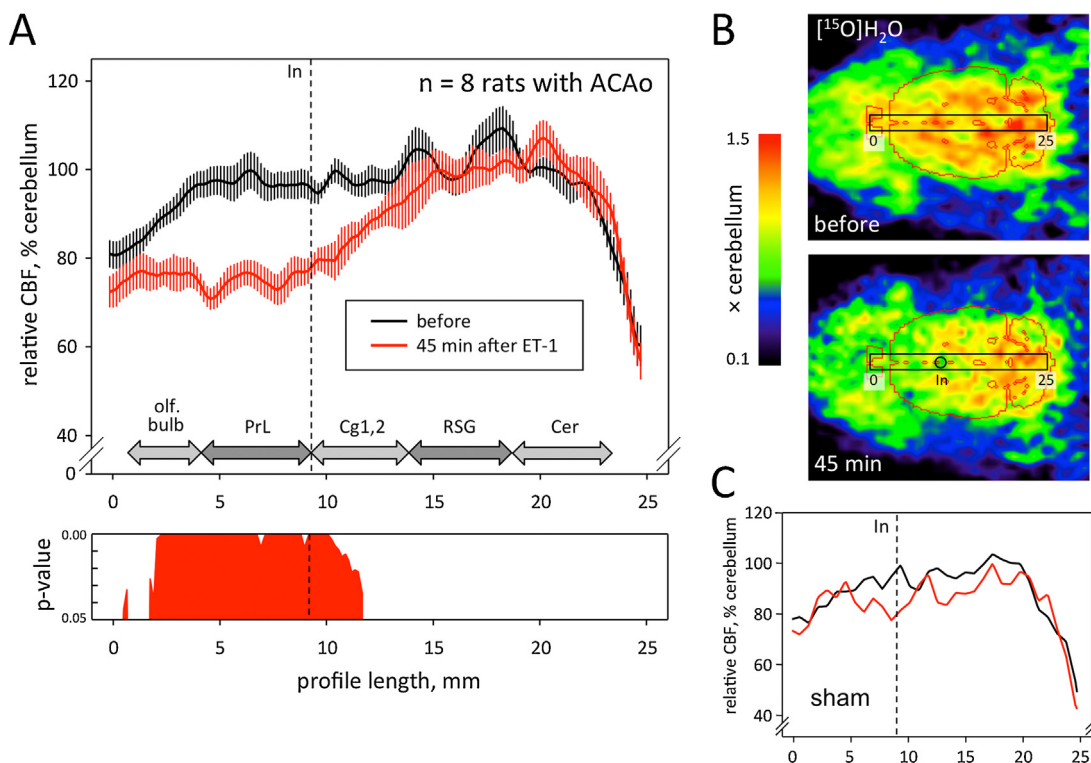 A
In
n = 8 rats with ACAo
120
100
80
60
40
0
relative CBF, % cerebellum
before
45 min after ET-1
olf.
bulb
PrL
Cg1,2
RSG
Cer
0
5
10
15
20
25
0.00
0.05
p-value
0
5
10
15
20
25
profile length, mm
B
[¹⁵O]H₂O
0
25
before
1.5
× cerebellum
0.1
0
In
25
45 min
C
In
120
100
80
60
40
relative CBF, % cerebellum
sham
0
5
10
15
20
25